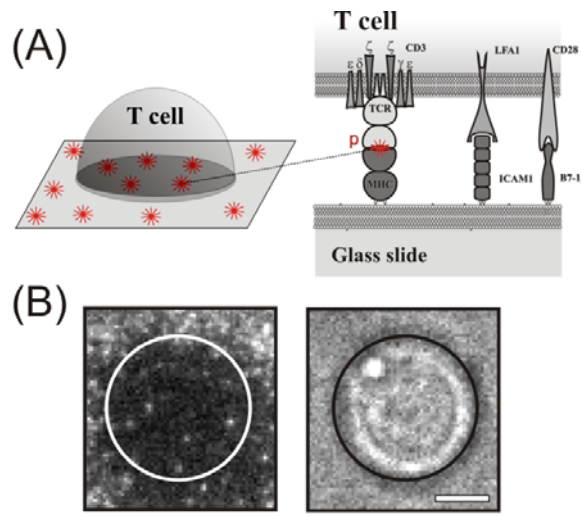 (A)
T cell
T cell
ζ ζ CD3
LFA1
CD28
ε δ γ ε
TCR
p
MHC
ICAM1
B7-1
Glass slide
(B)